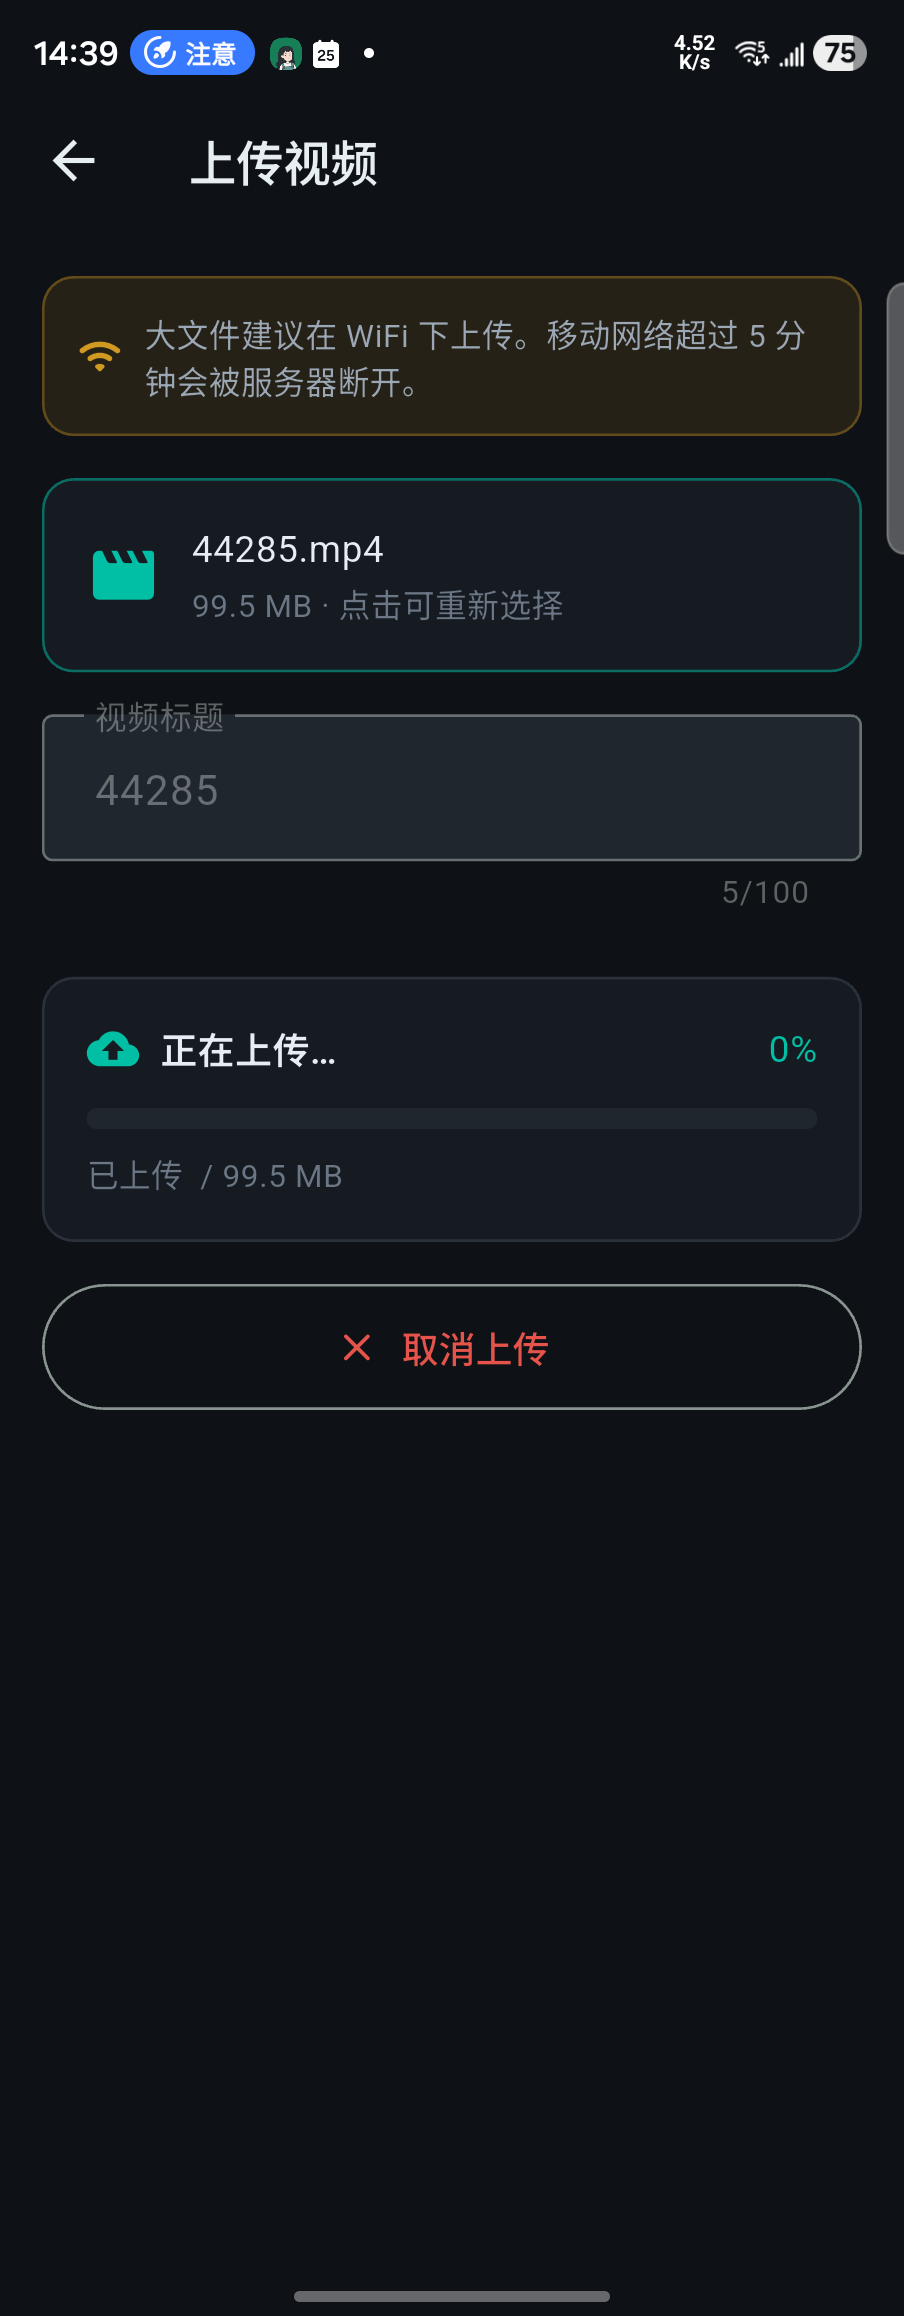 14:39 注意 25 4.52 K/s 5 75
上传视频
大文件建议在 WiFi 下上传。移动网络超过 5 分
钟会被服务器断开。
44285.mp4
99.5 MB · 点击可重新选择
视频标题
44285
5/100
正在上传... 0%
已上传 / 99.5 MB
取消上传